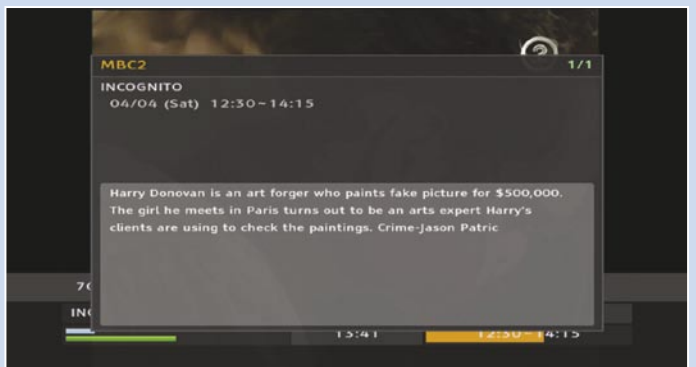 MBC2 1/1
INCOGNITO
04/04 (Sat) 12:30~14:15
Harry Donovan is an art forger who paints fake picture for $500,000.
The girl he meets in Paris turns out to be an arts expert Harry's
clients are using to check the paintings. Crime-Jason Patric
13:41 12:30~14:15